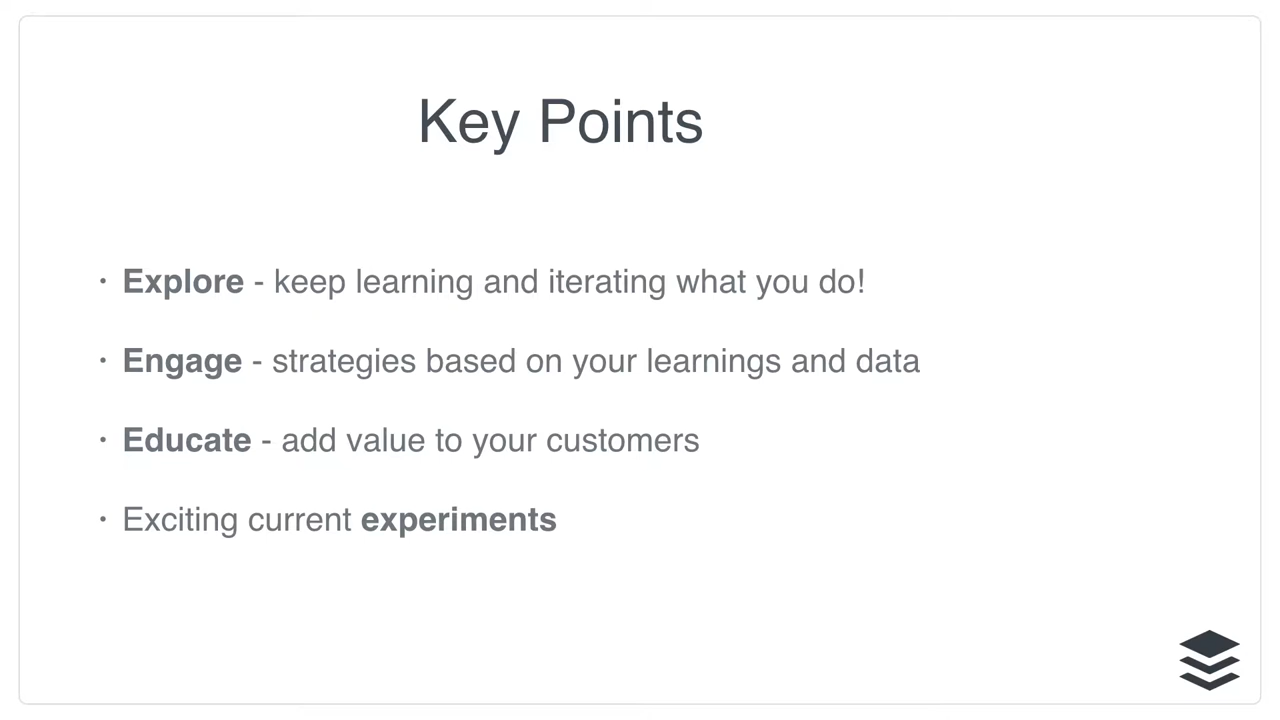 Key Points
· Explore - keep learning and iterating what you do!
· Engage - strategies based on your learnings and data
· Educate - add value to your customers
· Exciting current experiments